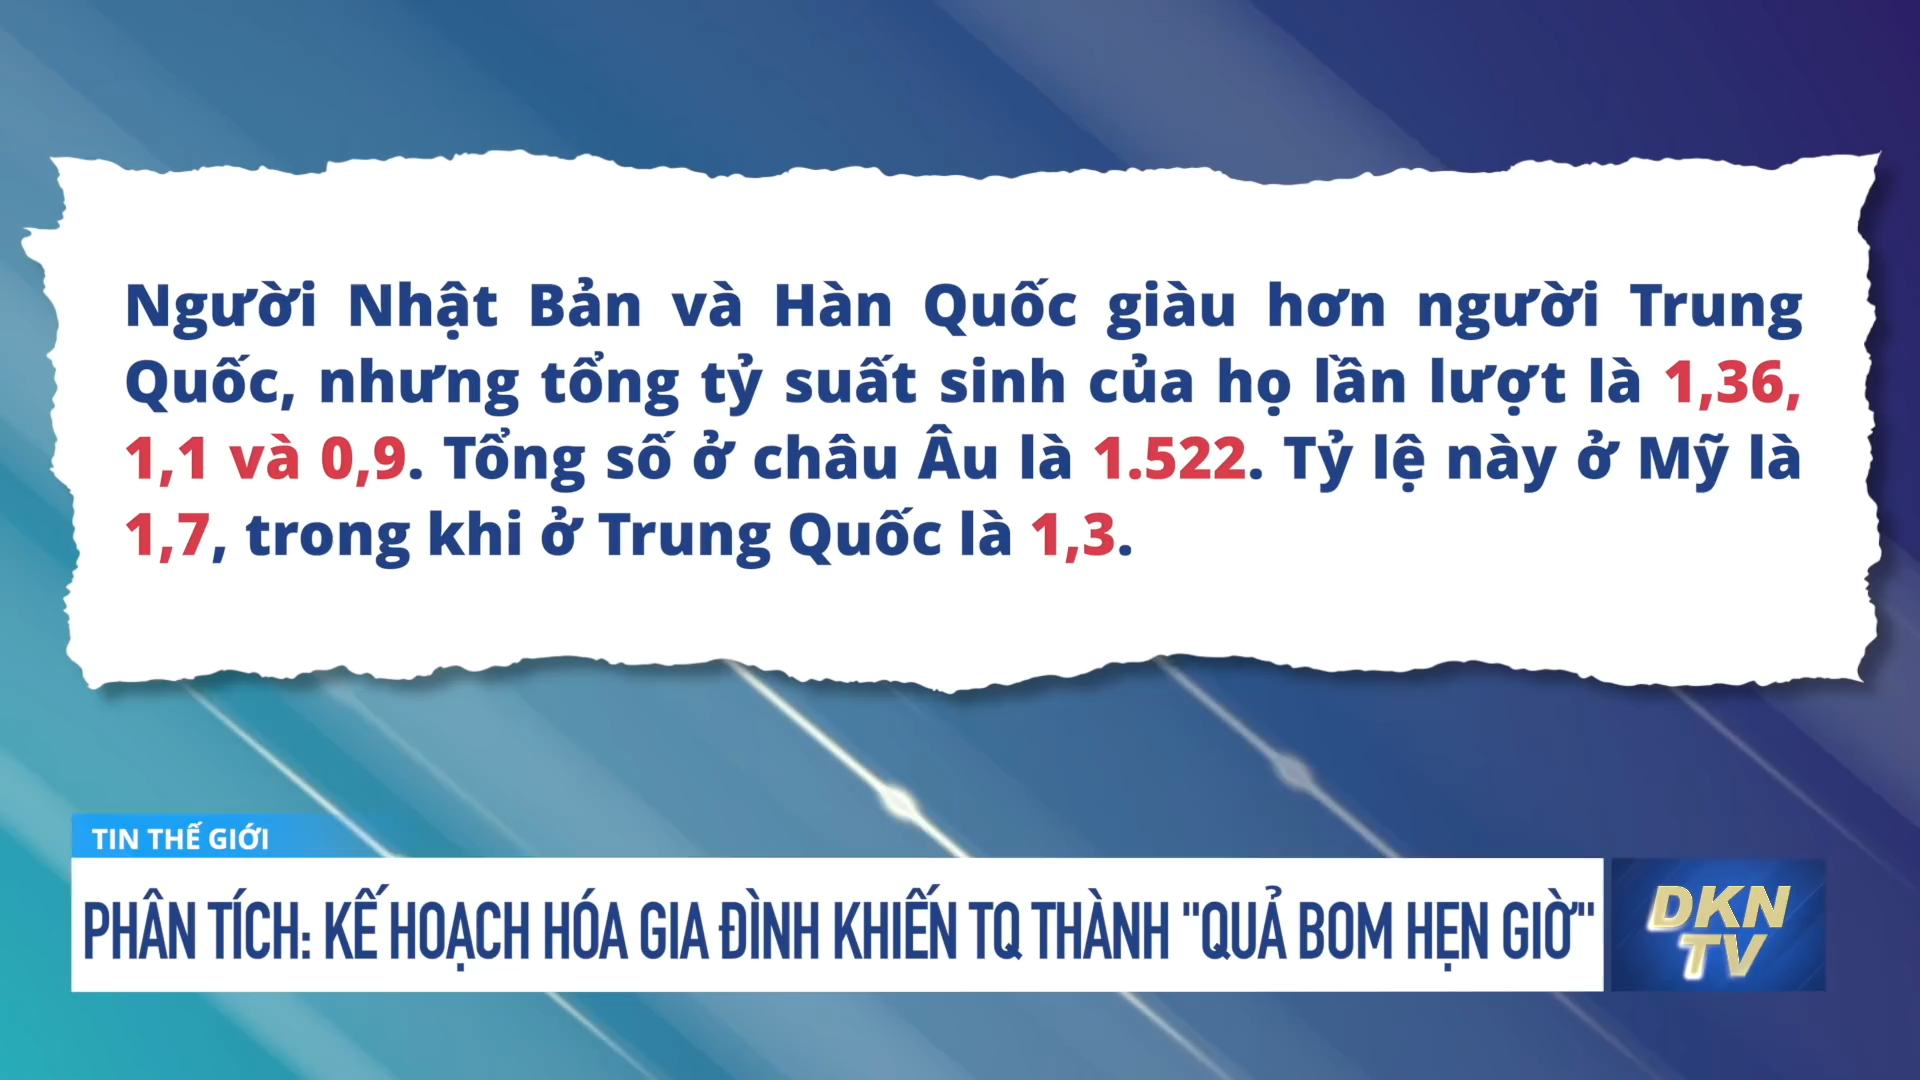 Người Nhật Bản và Hàn Quốc giàu hơn người Trung
Quốc, nhưng tổng tỷ suất sinh của họ lần lượt là 1,36,
1,1 và 0,9. Tổng số ở châu Âu là 1.522. Tỷ lệ này ở Mỹ là
1,7, trong khi ở Trung Quốc là 1,3.
TIN THẾ GIỚI
PHÂN TÍCH: KẾ HOẠCH HÓA GIA ĐÌNH KHIẾN TQ THÀNH "QUẢ BOM HẸN GIỜ"
DKN
TV